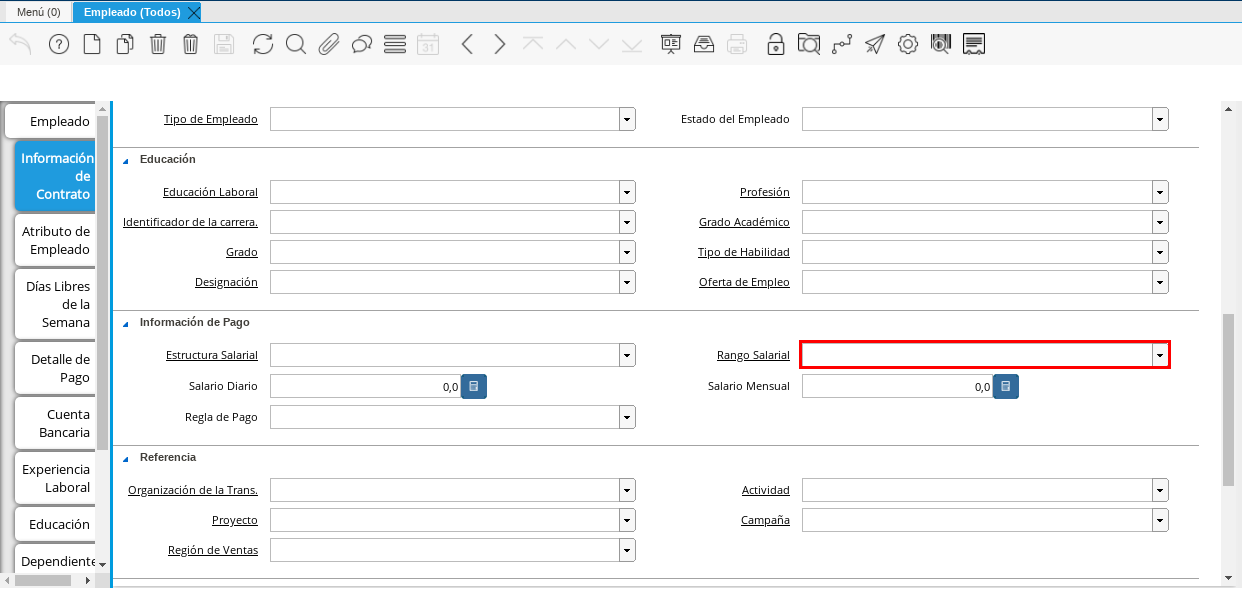 Menú (0)
Empleado (Todos)
31
Empleado
Información
de
Contrato
Atributo de
Empleado
Días Libres
de la
Semana
Detalle de
Pago
Cuenta
Bancaria
Experiencia
Laboral
Educación
Dependiente
Tipo de Empleado
Estado del Empleado
Educación
Educación Laboral
Profesión
Identificador de la carrera.
Grado Académico
Grado
Tipo de Habilidad
Designación
Oferta de Empleo
Información de Pago
Estructura Salarial
Rango Salarial
Salario Diario 0,0
Salario Mensual 0,0
Regla de Pago
Referencia
Organización de la Trans.
Actividad
Proyecto
Campaña
Región de Ventas